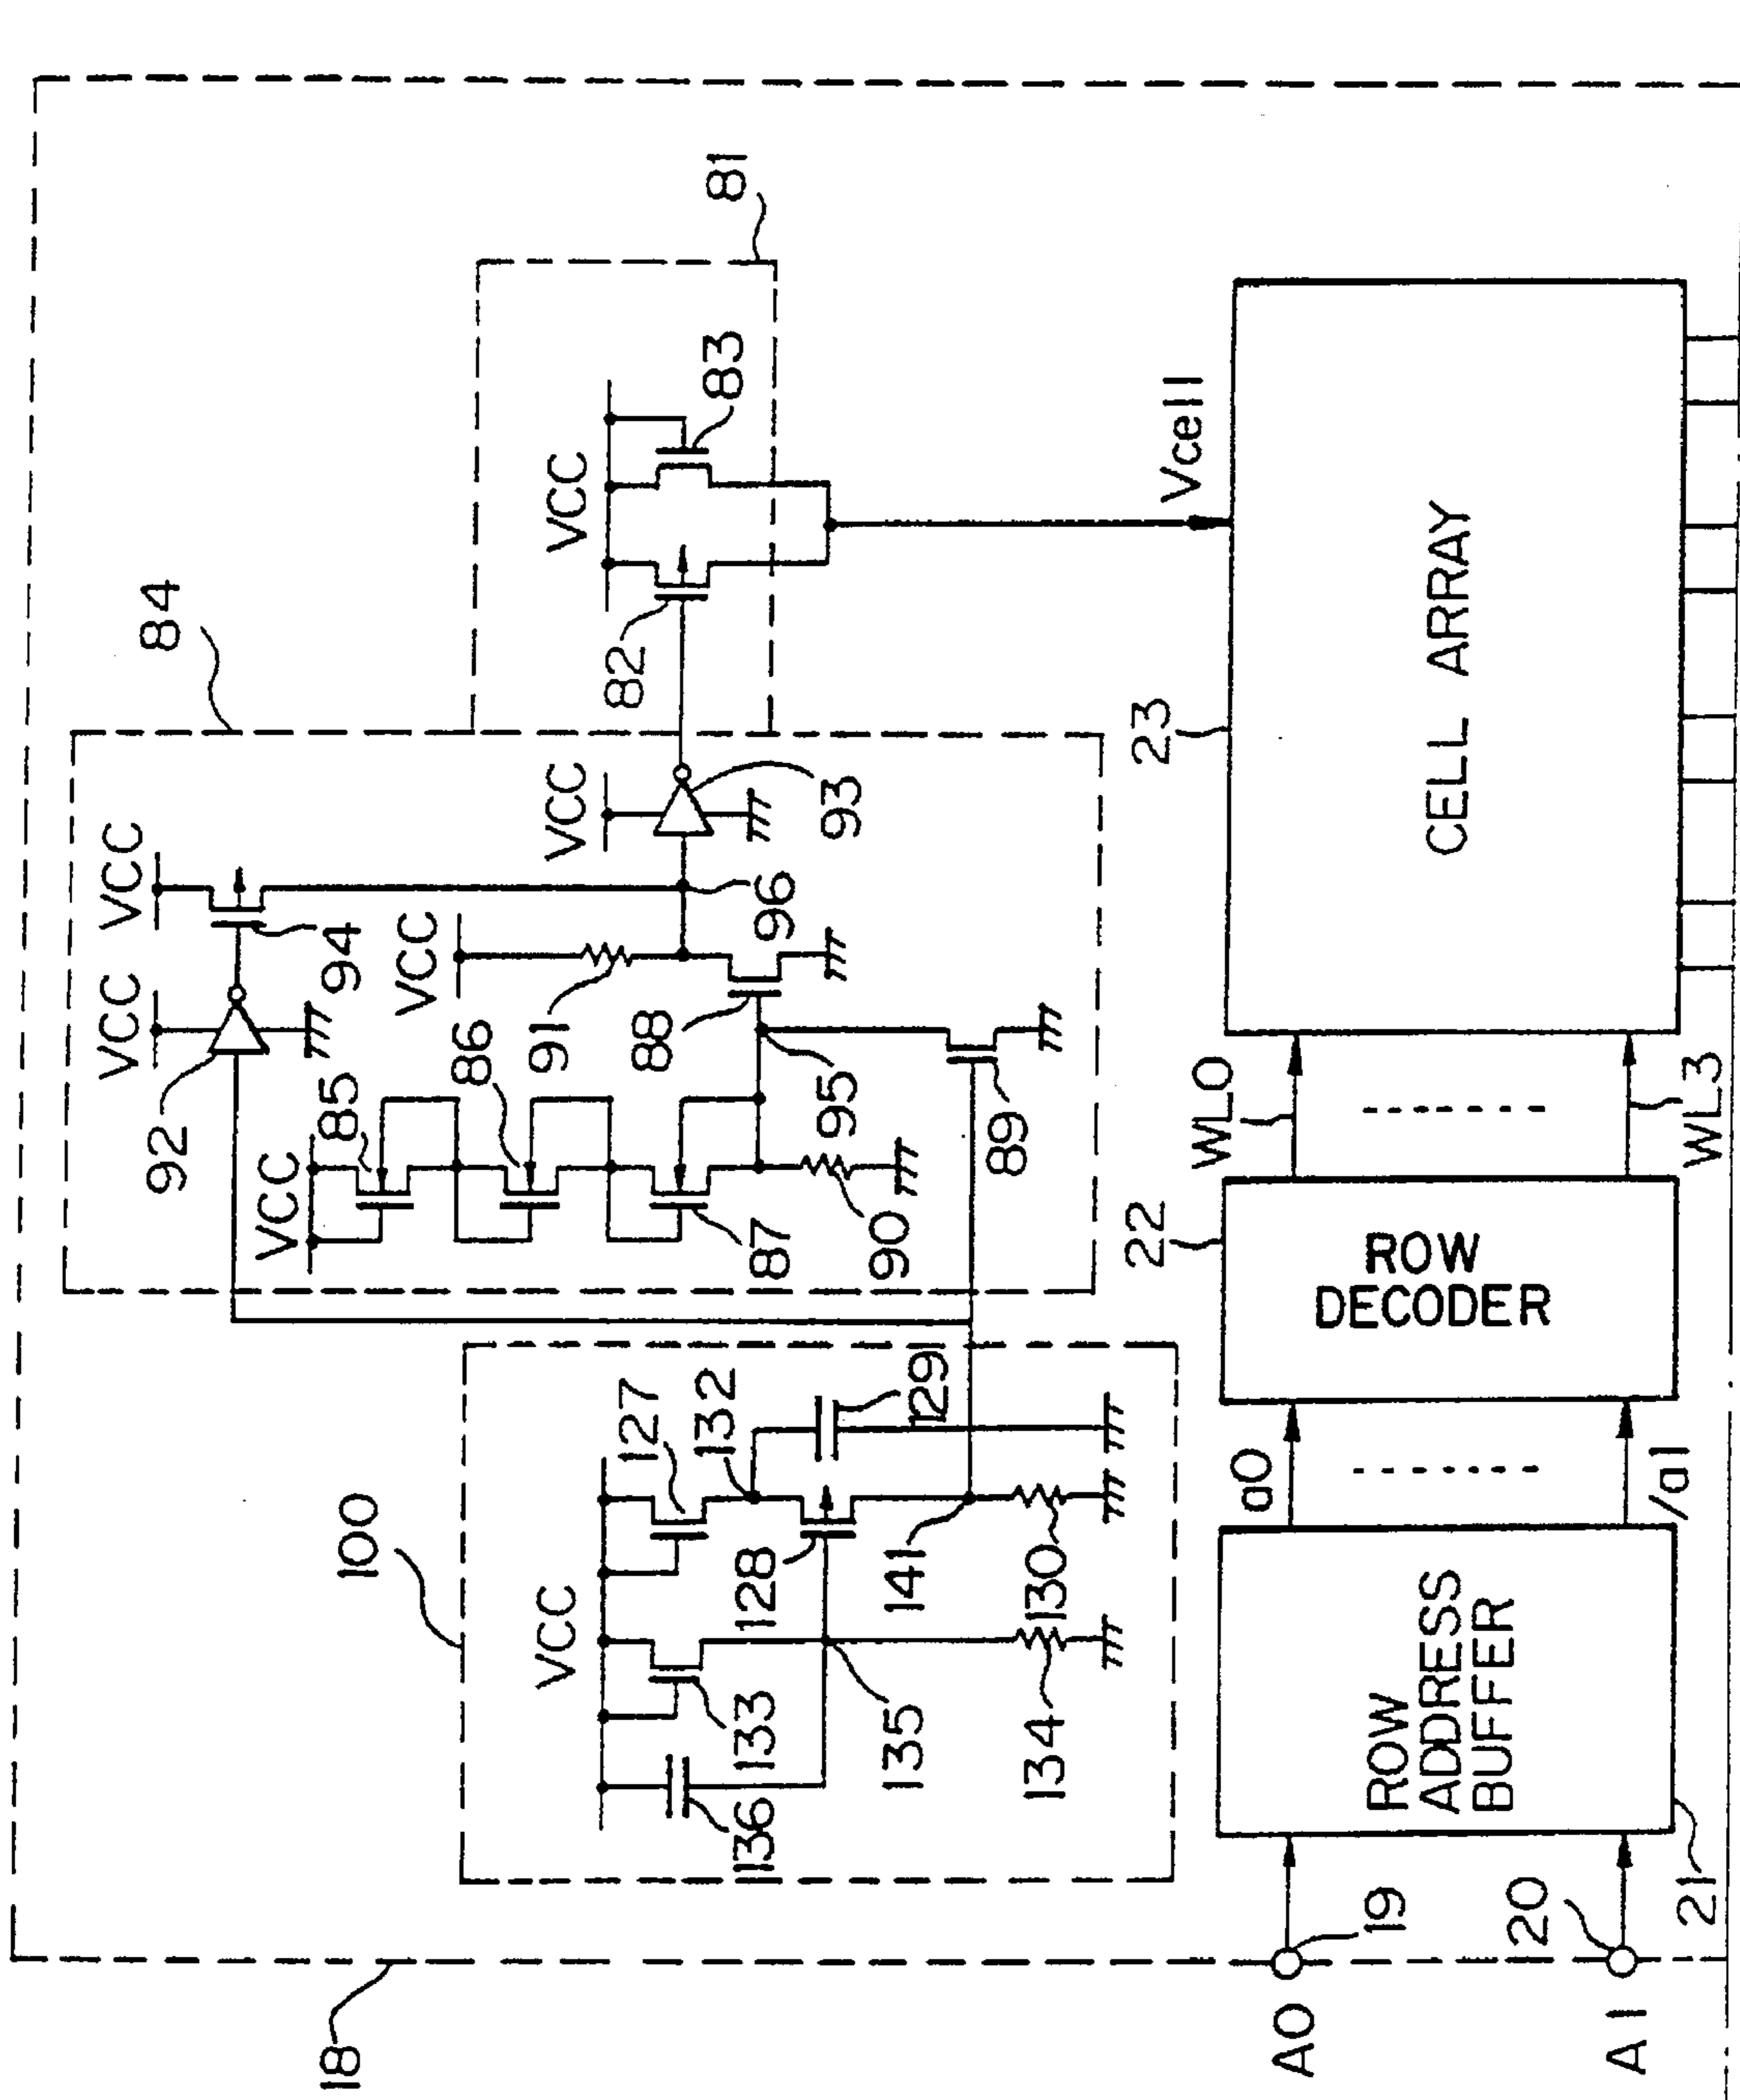 VCC
VCC
92
84
VCC
18
85
94
100
VCC
86
VCC
91
VCC
VCC
127
88
82
132
83
81
136
133
128
87
96
95
93
135
141
90
129
89
134
130
22
23
Vcell
WL0
a0
A0
19
ROW
ADDRESS
BUFFER
ROW
DECODER
CELL ARRAY
20
A1
/a1
WL3
21